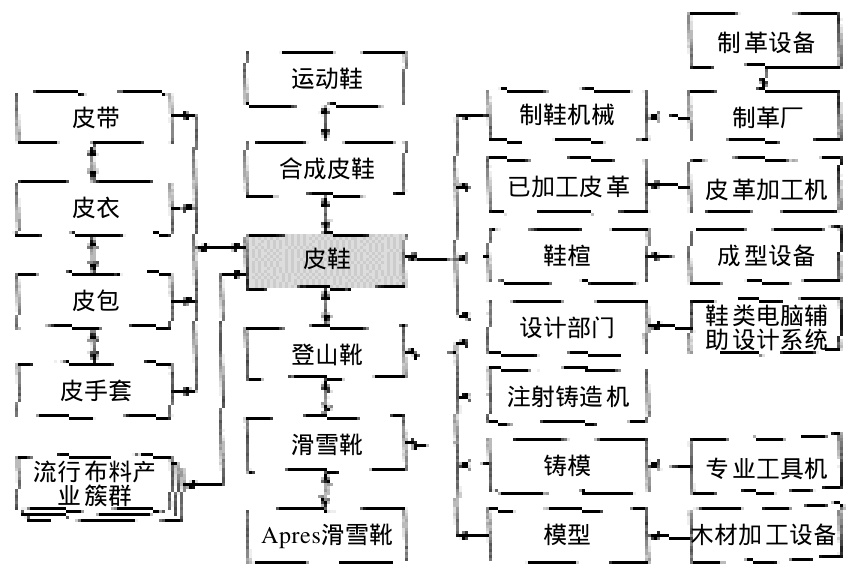 制革设备
运动鞋
皮带
制鞋机械
制革厂
合成皮鞋
已加工皮革
皮革加工机
皮衣
皮鞋
鞋楦
成型设备
皮包
设计部门
鞋类电脑辅
助设计系统
登山靴
皮手套
注射铸造机
滑雪靴
流行布料产
业簇群
铸模
专业工具机
Apres滑雪靴
模型
木材加工设备